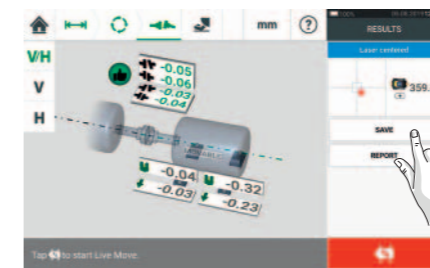 mm
?
RESULTS
Laser centered
V/H
V
H
-0.05
-0.06
-0.03
-0.04
359.
SAVE
REPORT
-0.04
-0.03
-0.32
-0.23
Tap to start Live Move.